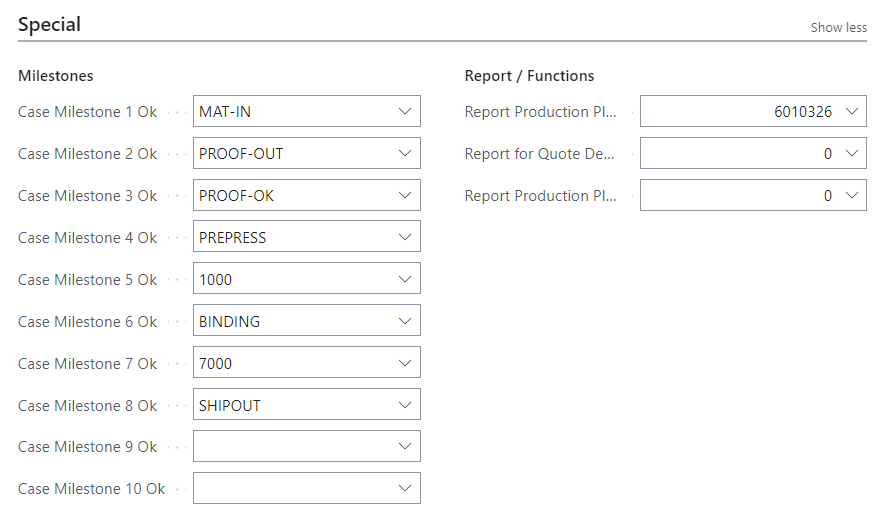 Special
Show less
Milestones
Case Milestone 1 Ok MAT-IN
Case Milestone 2 Ok PROOF-OUT
Case Milestone 3 Ok PROOF-OK
Case Milestone 4 Ok PREPRESS
Case Milestone 5 Ok 1000
Case Milestone 6 Ok BINDING
Case Milestone 7 Ok 7000
Case Milestone 8 Ok SHIPOUT
Case Milestone 9 Ok
Case Milestone 10 Ok
Report / Functions
Report Production Pl... 6010326
Report for Quote De... 0
Report Production Pl... 0